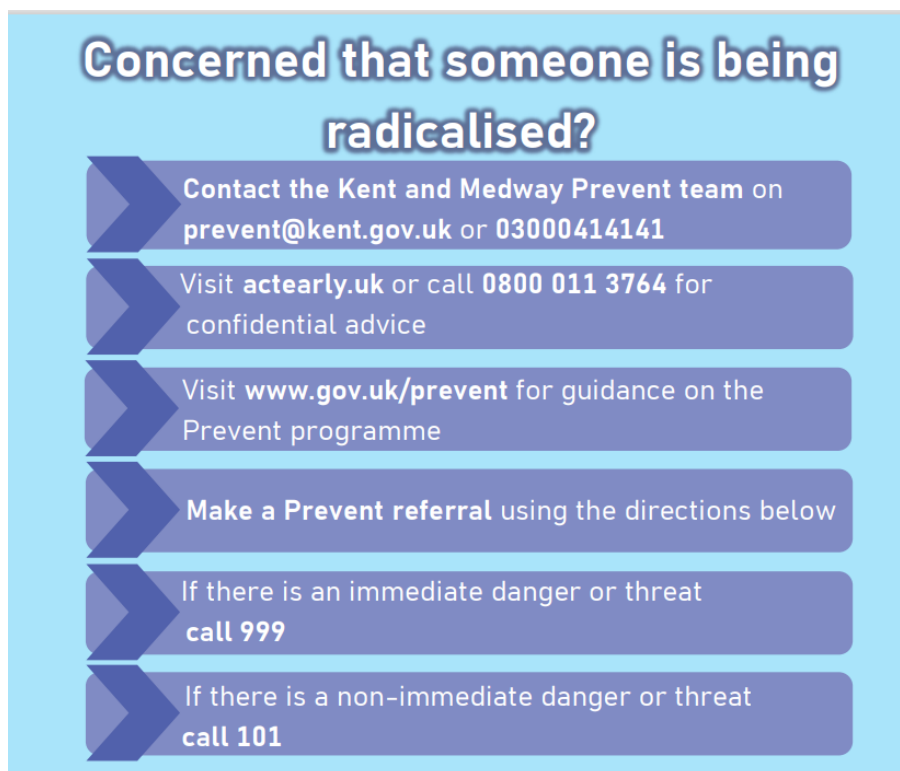 Concerned that someone is being
radicalised?
Contact the Kent and Medway Prevent team on
prevent@kent.gov.uk or 03000414141
Visit actearly.uk or call 0800 011 3764 for
confidential advice
Visit www.gov.uk/prevent for guidance on the
Prevent programme
Make a Prevent referral using the directions below
If there is an immediate danger or threat
call 999
If there is a non-immediate danger or threat
call 101